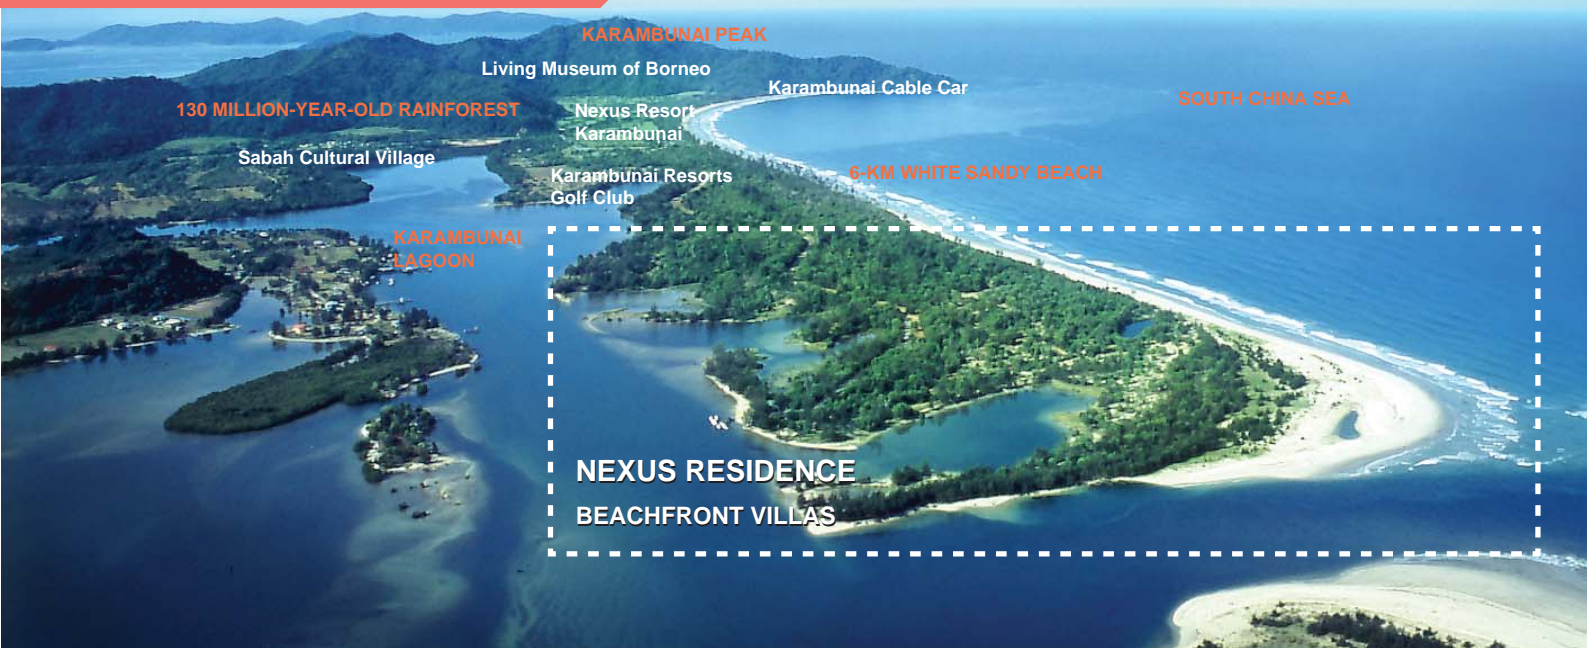 KARAMBUNAI PEAK
Living Museum of Borneo
Karambunai Cable Car
SOUTH CHINA SEA
130 MILLION-YEAR-OLD RAINFOREST
Nexus Resort
Karambunai
Sabah Cultural Village
Karambunai Resorts
Golf Club
6-KM WHITE SANDY BEACH
KARAMBUNAI
LAGOON
NEXUS RESIDENCE
BEACHFRONT VILLAS